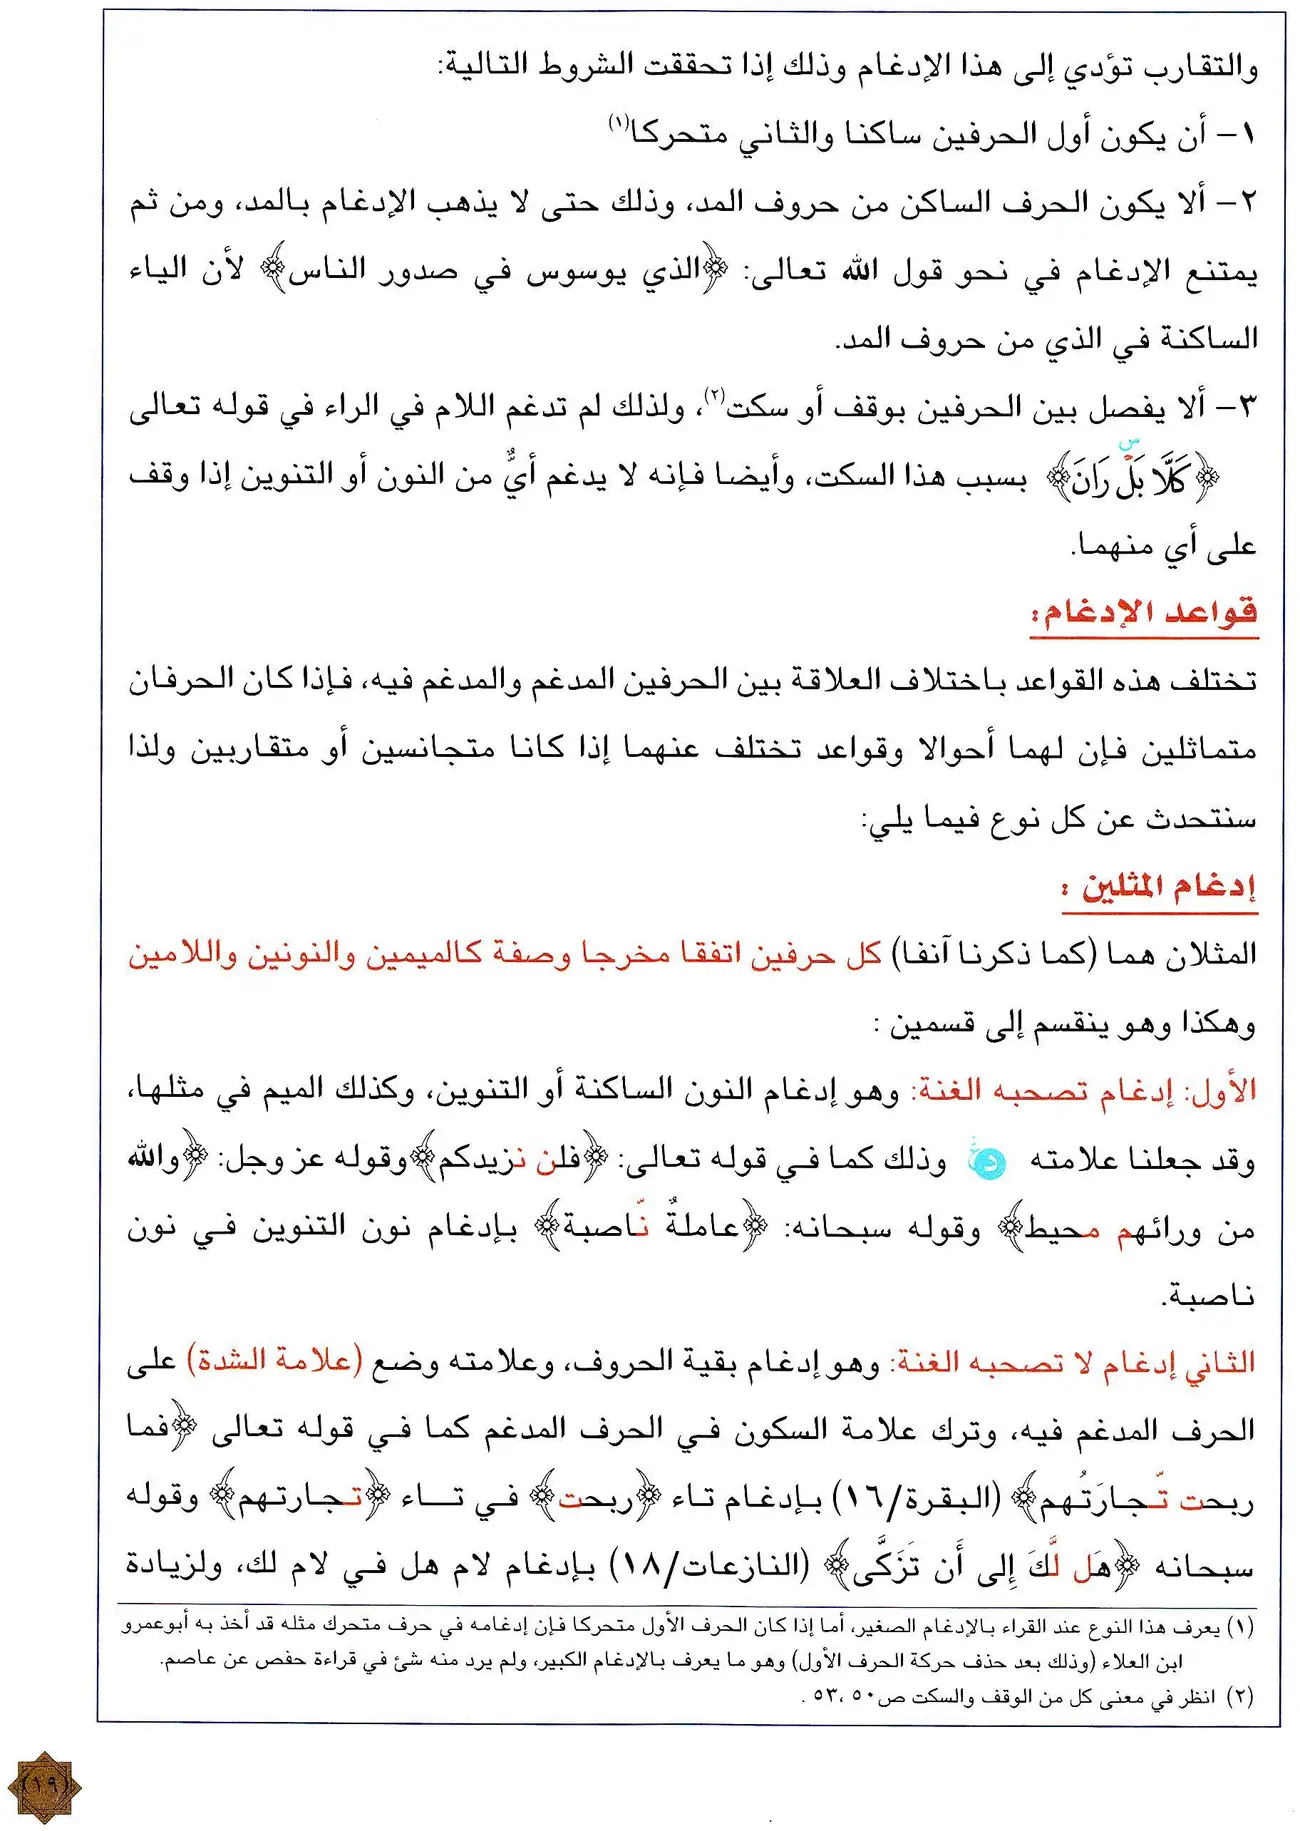 والتقارب تؤدي إلى هذا الإدغام وذلك إذا تحققت الشروط التالية:
١- أن يكون أول الحرفين ساكنا والثاني متحركا(١)
٢- ألا يكون الحرف الساكن من حروف المد، وذلك حتى لا يذهب الإدغام بالمد، ومن ثم
يمتنع الإدغام في نحو قول الله تعالى: ﴿الذي يوسوس في صدور الناس﴾ لأن الياء
الساكنة في الذي من حروف المد.
٣- ألا يفصل بين الحرفين بوقف أو سكت(٢)، ولذلك لم تدغم اللام في الراء في قوله تعالى
﴿كَلَّا بَلْۜ رَانَ﴾ بسبب هذا السكت، وأيضا فإنه لا يدغم أيٌّ من النون أو التنوين إذا وقف
على أي منهما.
قواعد الإدغام:
تختلف هذه القواعد باختلاف العلاقة بين الحرفين المدغم والمدغم فيه، فإذا كان الحرفان
متماثلين فإن لهما أحوالا وقواعد تختلف عنهما إذا كانا متجانسين أو متقاربين ولذا
سنتحدث عن كل نوع فيما يلي:
إدغام المثلين :
المثلان هما (كما ذكرنا آنفا) كل حرفين اتفقا مخرجا وصفة كالميمين والنونين واللامين
وهكذا وهو ينقسم إلى قسمين :
الأول: إدغام تصحبه الغنة: وهو إدغام النون الساكنة أو التنوين، وكذلك الميم في مثلها،
وقد جعلنا علامته د وذلك كما في قوله تعالى: ﴿فلن نزيدكم﴾ وقوله عز وجل: ﴿والله
من ورائهم محيط﴾ وقوله سبحانه: ﴿عاملةٌ نّاصبة﴾ بإدغام نون التنوين في نون
ناصبة.
الثاني إدغام لا تصحبه الغنة: وهو إدغام بقية الحروف، وعلامته وضع (علامة الشدة) على
الحرف المدغم فيه، وترك علامة السكون في الحرف المدغم كما في قوله تعالى ﴿فما
ربحت تّجارَتُهم﴾ (البقرة/١٦) بإدغام تاء ﴿ربحت﴾ في تاء ﴿تجارتهم﴾ وقوله
سبحانه ﴿هَل لَّكَ إِلى أَن تَزَكَّى﴾ (النازعات/١٨) بإدغام لام هل في لام لك، ولزيادة
(١) يعرف هذا النوع عند القراء بالإدغام الصغير، أما إذا كان الحرف الأول متحركا فإن إدغامه في حرف متحرك مثله قد أخذ به أبوعمرو
ابن العلاء (وذلك بعد حذف حركة الحرف الأول) وهو ما يعرف بالإدغام الكبير، ولم يرد منه شئ في قراءة حفص عن عاصم.
(٢) انظر في معنى كل من الوقف والسكت ص٥٠ ،٥٣ .
(١٩)